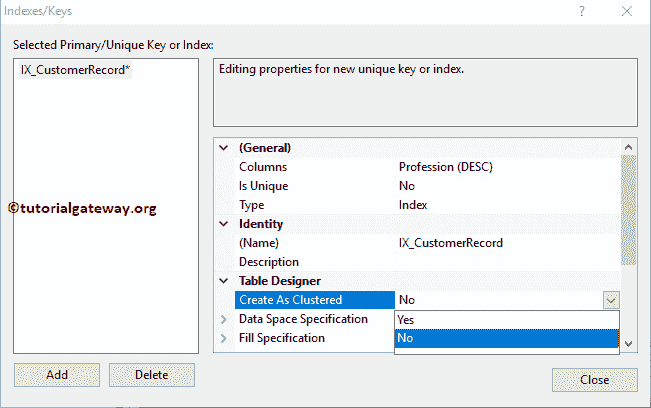 Indexes/Keys
?
Selected Primary/Unique Key or Index:
IX_CustomerRecord*
Editing properties for new unique key or index.
(General)
Columns Profession (DESC)
Is Unique No
Type Index
Identity
(Name) IX_CustomerRecord
Description
Table Designer
Create As Clustered No
Data Space Specification Yes
Fill Specification No
©tutorialgateway.org
Add Delete
Close